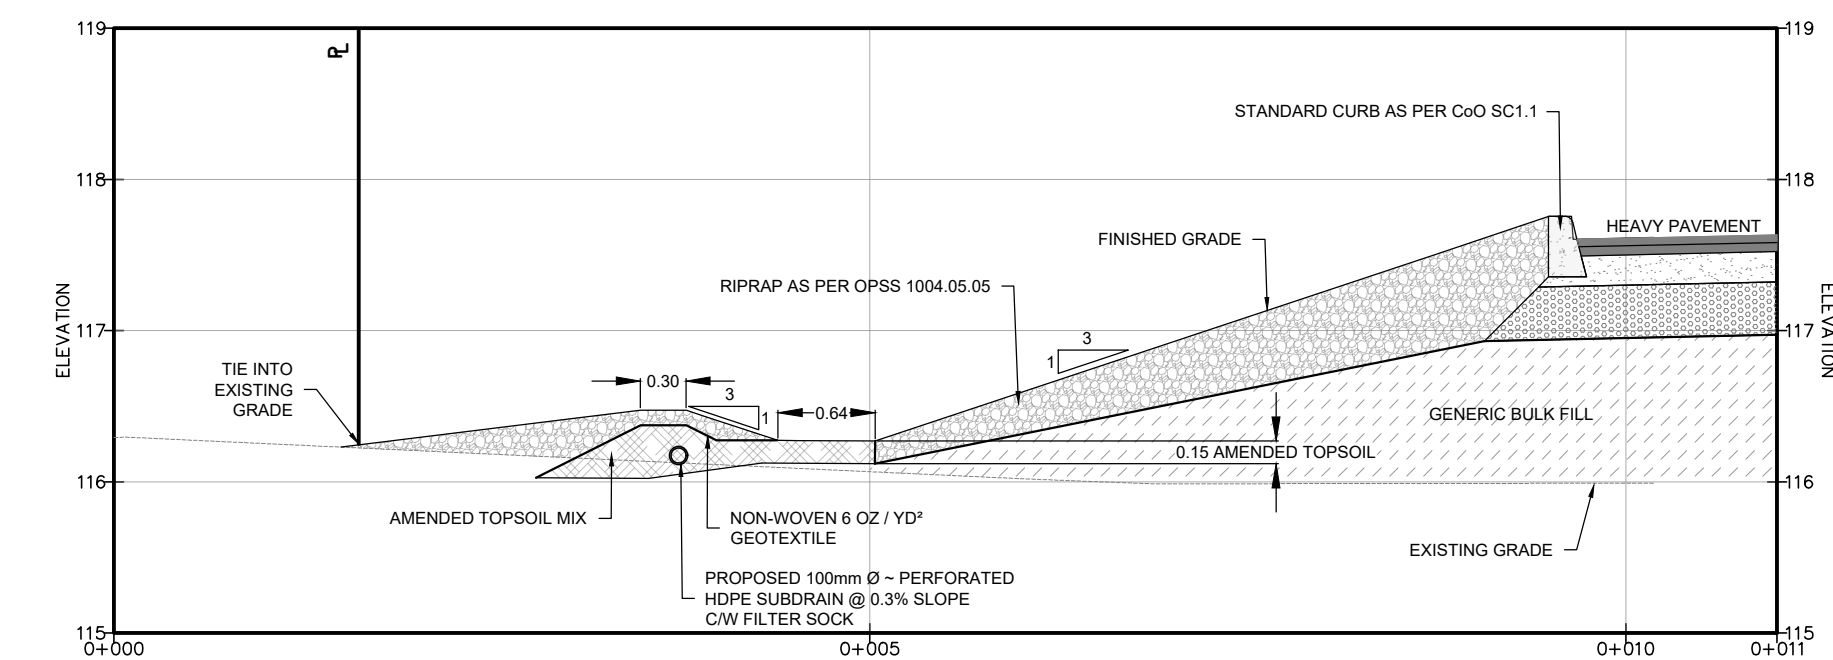 119
119
PL
STANDARD CURB AS PER CoO SC1.1
118
118
HEAVY PAVEMENT
FINISHED GRADE
RIPRAP AS PER OPSS 1004.05.05
ELEVATION
ELEVATION
117
117
3
1
TIE INTO
EXISTING
GRADE
0.30
3
1
0.64
GENERIC BULK FILL
0.15 AMENDED TOPSOIL
116
116
AMENDED TOPSOIL MIX
NON-WOVEN 6 OZ / YD²
GEOTEXTILE
EXISTING GRADE
PROPOSED 100mm Ø ~ PERFORATED
HDPE SUBDRAIN @ 0.3% SLOPE
C/W FILTER SOCK
115
115
0+000
0+005
0+010
0+011